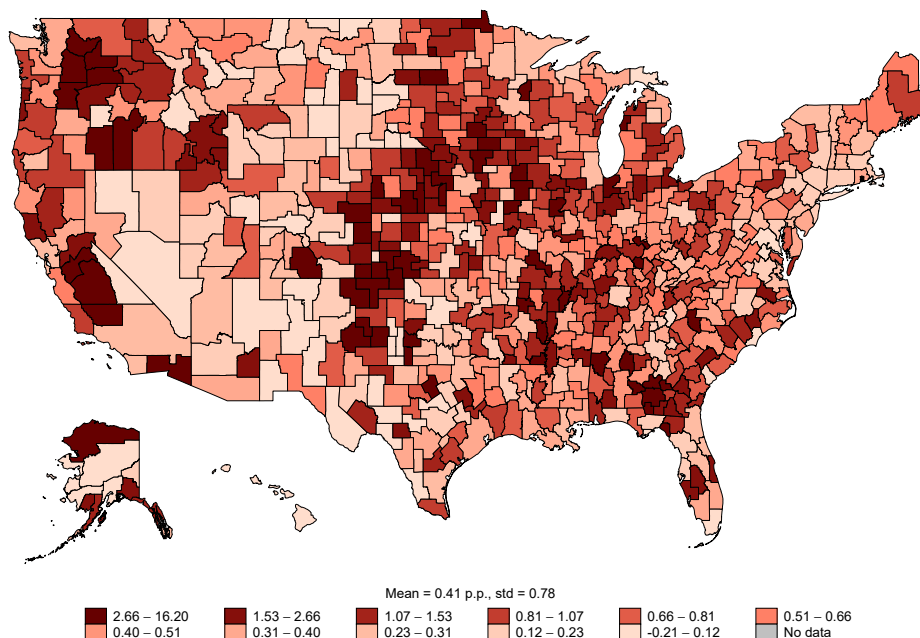 Mean = 0.41 p.p., std = 0.78
2.66 – 16.20 1.53 – 2.66 1.07 – 1.53 0.81 – 1.07 0.66 – 0.81 0.51 – 0.66
0.40 – 0.51 0.31 – 0.40 0.23 – 0.31 0.12 – 0.23 -0.21 – 0.12 No data